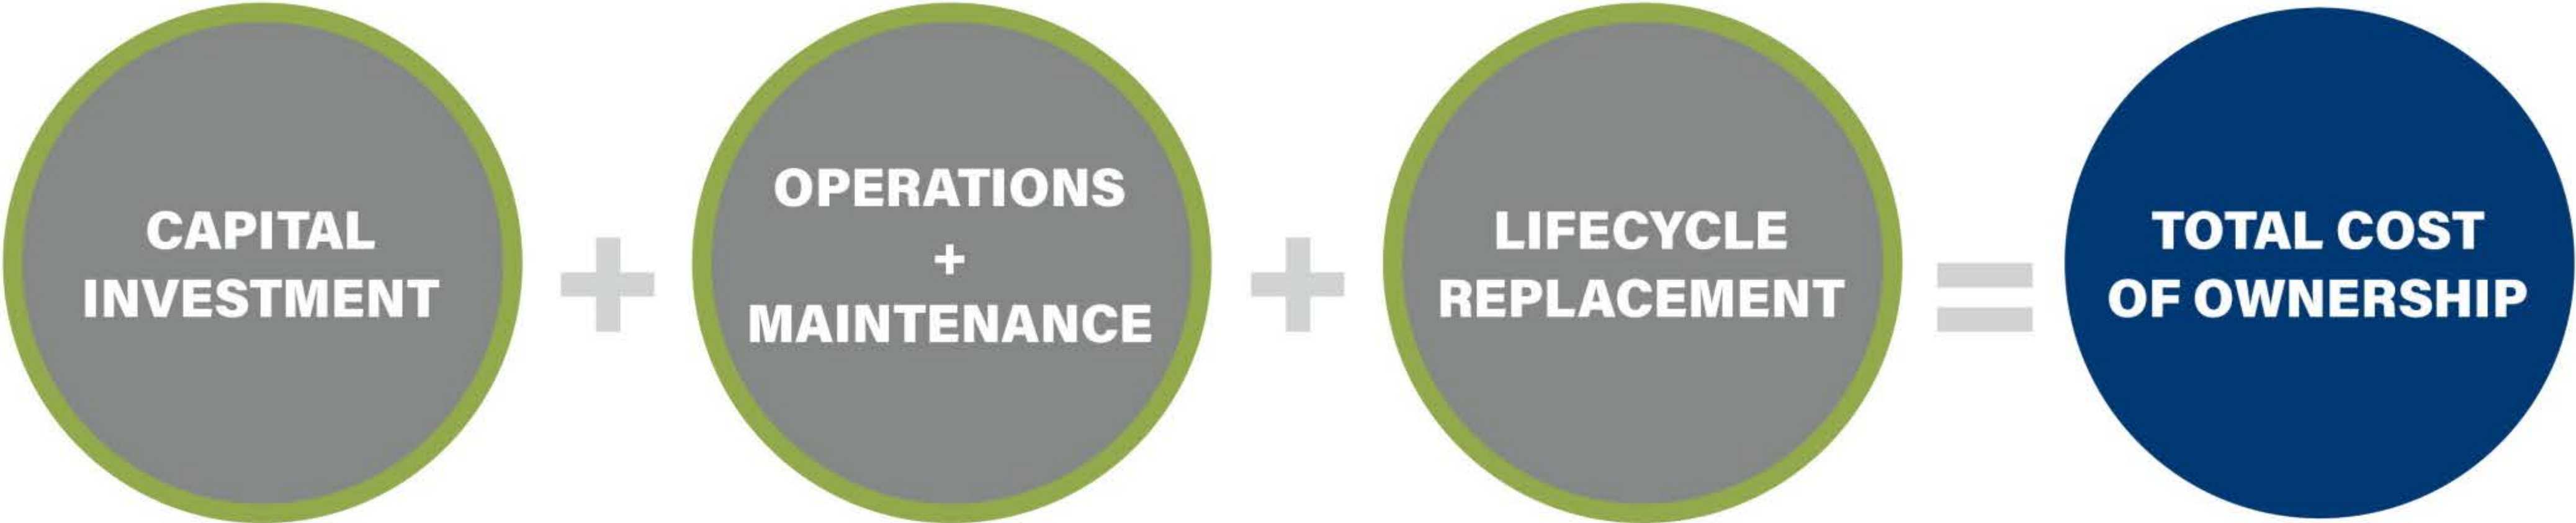 CAPITAL
INVESTMENT
+
OPERATIONS
+
MAINTENANCE
+
LIFECYCLE
REPLACEMENT
=
TOTAL COST
OF OWNERSHIP